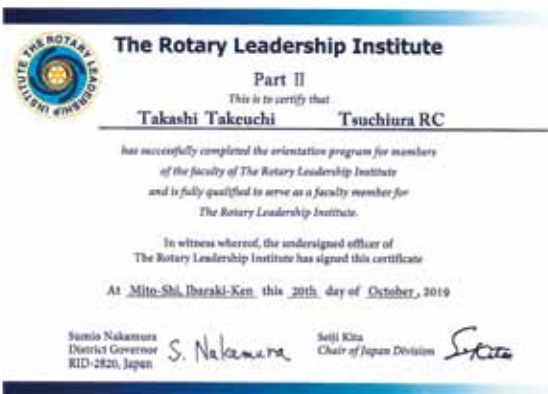 THE ROTARY LEADERSHIP INSTITUTE
The Rotary Leadership Institute
Part II
This is to certify that
Takashi Takeuchi Tsuchiura RC
has successfully completed the orientation program for members
of the faculty of The Rotary Leadership Institute
and is fully qualified to serve as a faculty member for
The Rotary Leadership Institute.
In witness whereof, the undersigned officer of
The Rotary Leadership Institute has signed this certificate
At Mito-Shi, Ibaraki-Ken this 20th day of October, 2019
Sumio Nakamura
District Governor
RID-2820, Japan
S. Nakamura
Seiji Kita
Chair of Japan Division
S. Kita